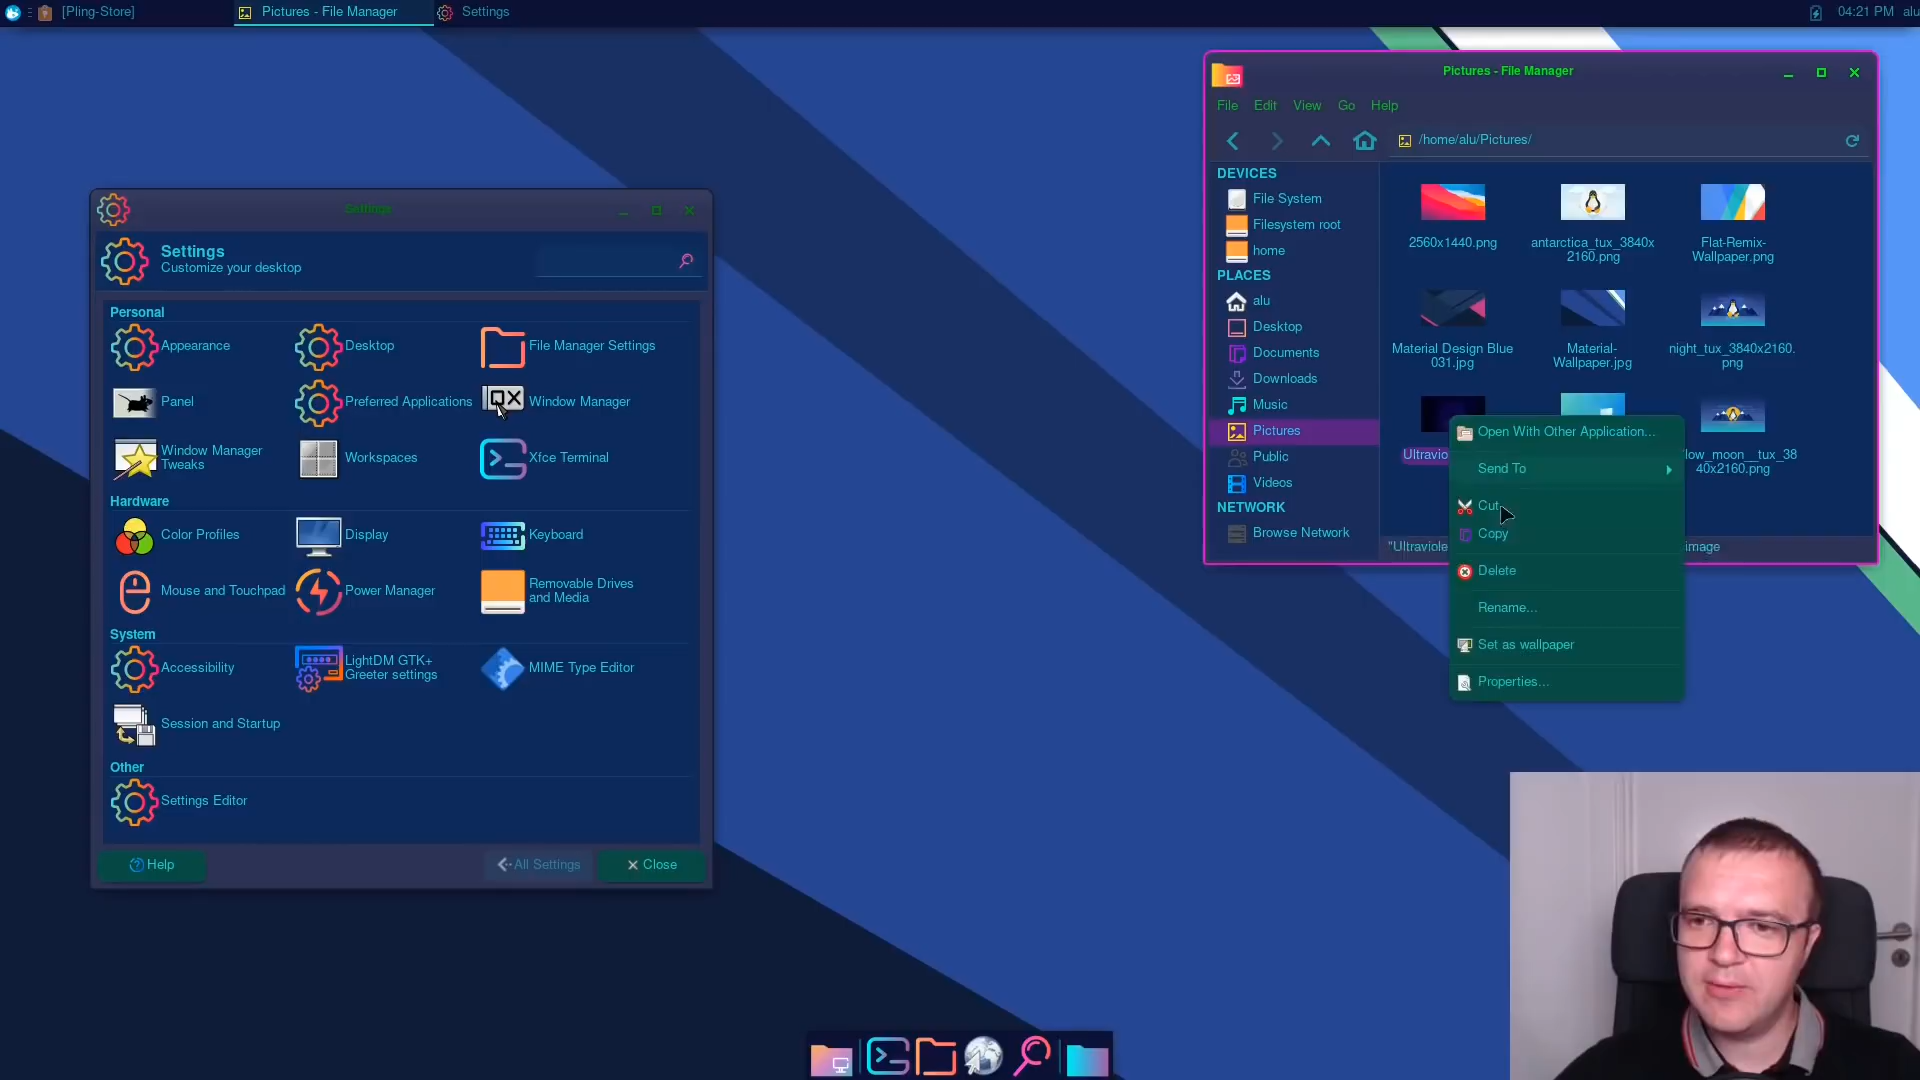 [Pling-Store]
Pictures - File Manager
Settings
04:21 PM
alu
Pictures - File Manager
File Edit View Go Help
/home/alu/Pictures/
DEVICES
File System
Filesystem root
home
PLACES
alu
Desktop
Documents
Downloads
Music
Pictures
Public
Videos
NETWORK
Browse Network
2560x1440.png
antarctica_tux_3840x
2160.png
Flat-Remix-
Wallpaper.png
Material Design Blue
031.jpg
Material-
Wallpaper.jpg
night_tux_3840x2160.
png
Ultravio
low_moon__tux_38
40x2160.png
"Ultraviole
image
Open With Other Application...
Send To
Cut
Copy
Delete
Rename...
Set as wallpaper
Properties...
Settings
Settings
Customize your desktop
Personal
Appearance
Desktop
File Manager Settings
Panel
Preferred Applications
Window Manager
Window Manager
Tweaks
Workspaces
Xfce Terminal
Hardware
Color Profiles
Display
Keyboard
Mouse and Touchpad
Power Manager
Removable Drives
and Media
System
Accessibility
LightDM GTK+
Greeter settings
MIME Type Editor
Session and Startup
Other
Settings Editor
Help
All Settings
Close